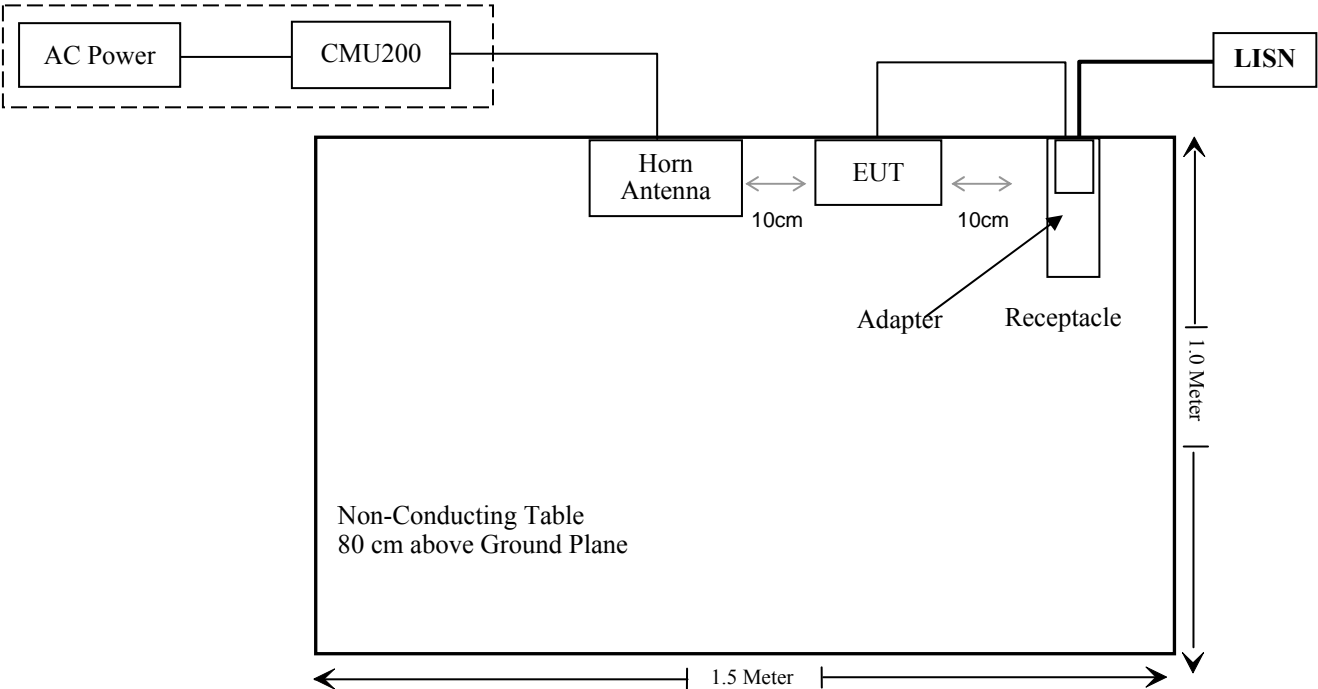 AC Power
CMU200
LISN
Horn
Antenna
EUT
10cm
10cm
Adapter
Receptacle
1.0 Meter
Non-Conducting Table
80 cm above Ground Plane
1.5 Meter